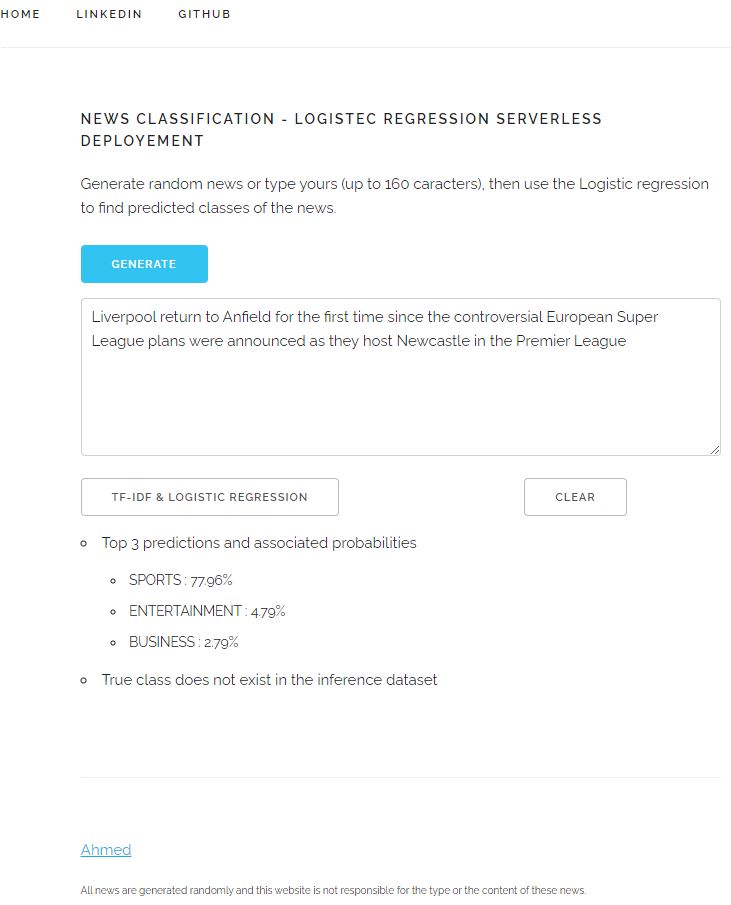 HOME LINKEDIN GITHUB
NEWS CLASSIFICATION - LOGISTEC REGRESSION SERVERLESS
DEPLOYEMENT
Generate random news or type yours (up to 160 caracters), then use the Logistic regression
to find predicted classes of the news.
GENERATE
Liverpool return to Anfield for the first time since the controversial European Super
League plans were announced as they host Newcastle in the Premier League
TF-IDF & LOGISTIC REGRESSION CLEAR
Top 3 predictions and associated probabilities
SPORTS : 77.96%
ENTERTAINMENT : 4.79%
BUSINESS : 2.79%
True class does not exist in the inference dataset
Ahmed
All news are generated randomly and this website is not responsible for the type or the content of these news.